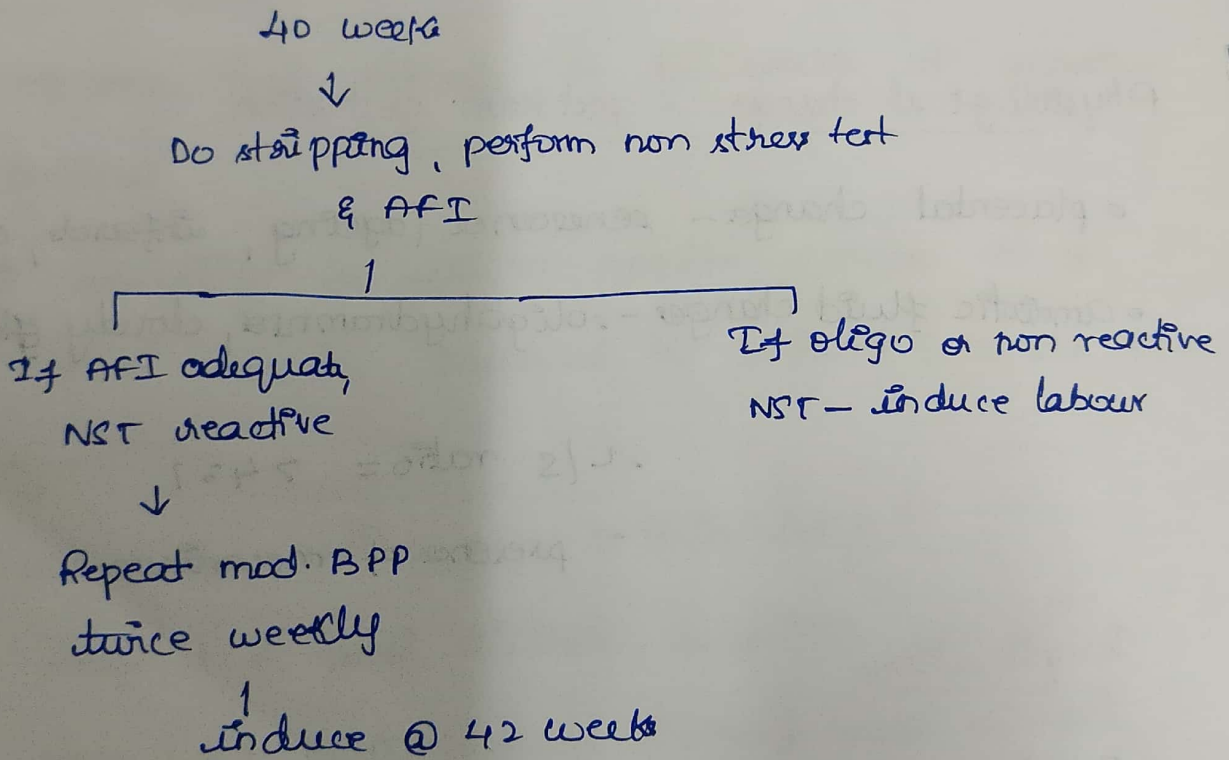 40 weeks
Do stripping, perform non stress test
& AFI
If AFI adequate,
NST reactive
If oligo or non reactive
NST - induce labour
Repeat mod. BPP
twice weekly
induce @ 42 weeks